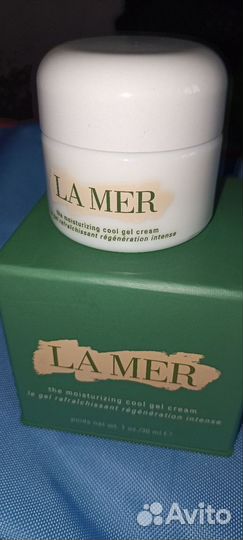 LA MER
the moisturizing cool gel cream
le gel rafraîchissant régénération intense
LA MER
the moisturizing cool gel cream
le gel rafraîchissant régénération intense
poids net wt. 1 oz/30 ml e
Avito